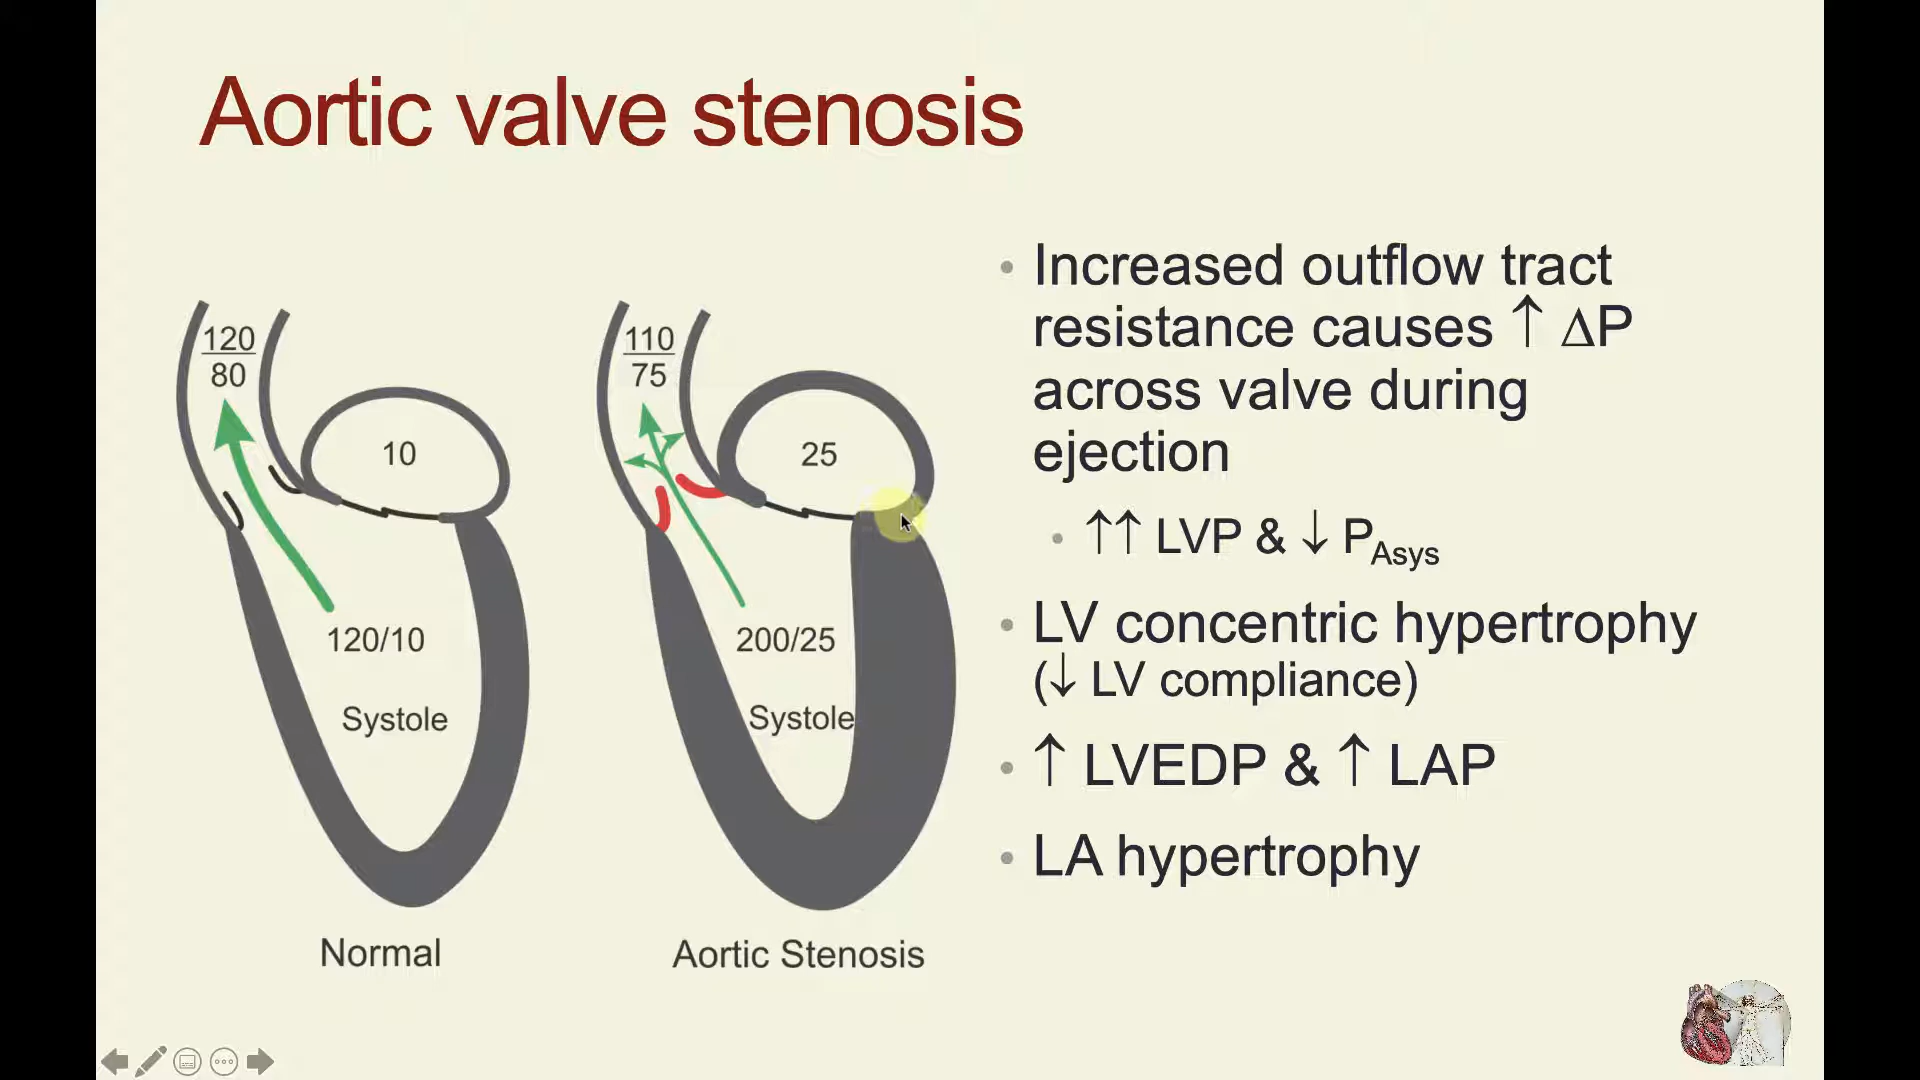 Aortic valve stenosis
120
80
10
120/10
Systole
Normal
110
75
25
200/25
Systole
Aortic Stenosis
• Increased outflow tract
resistance causes ↑ ΔP
across valve during
ejection
• ↑↑ LVP & ↓ PAsys
• LV concentric hypertrophy
(↓ LV compliance)
• ↑ LVEDP & ↑ LAP
• LA hypertrophy